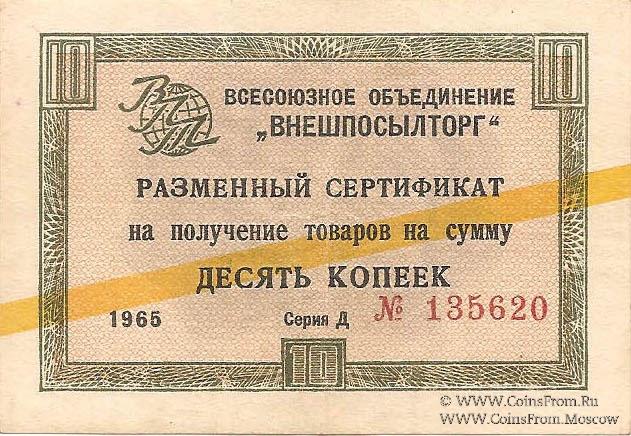 10 10
ВПТ
ВСЕСОЮЗНОЕ ОБЪЕДИНЕНИЕ
„ВНЕШПОСЫЛТОРГ“
РАЗМЕННЫЙ СЕРТИФИКАТ
на получение товаров на сумму
ДЕСЯТЬ КОПЕЕК
1965 Серия Д № 135620
10
© WWW.CoinsFrom.Ru
© WWW.CoinsFrom.Moscow